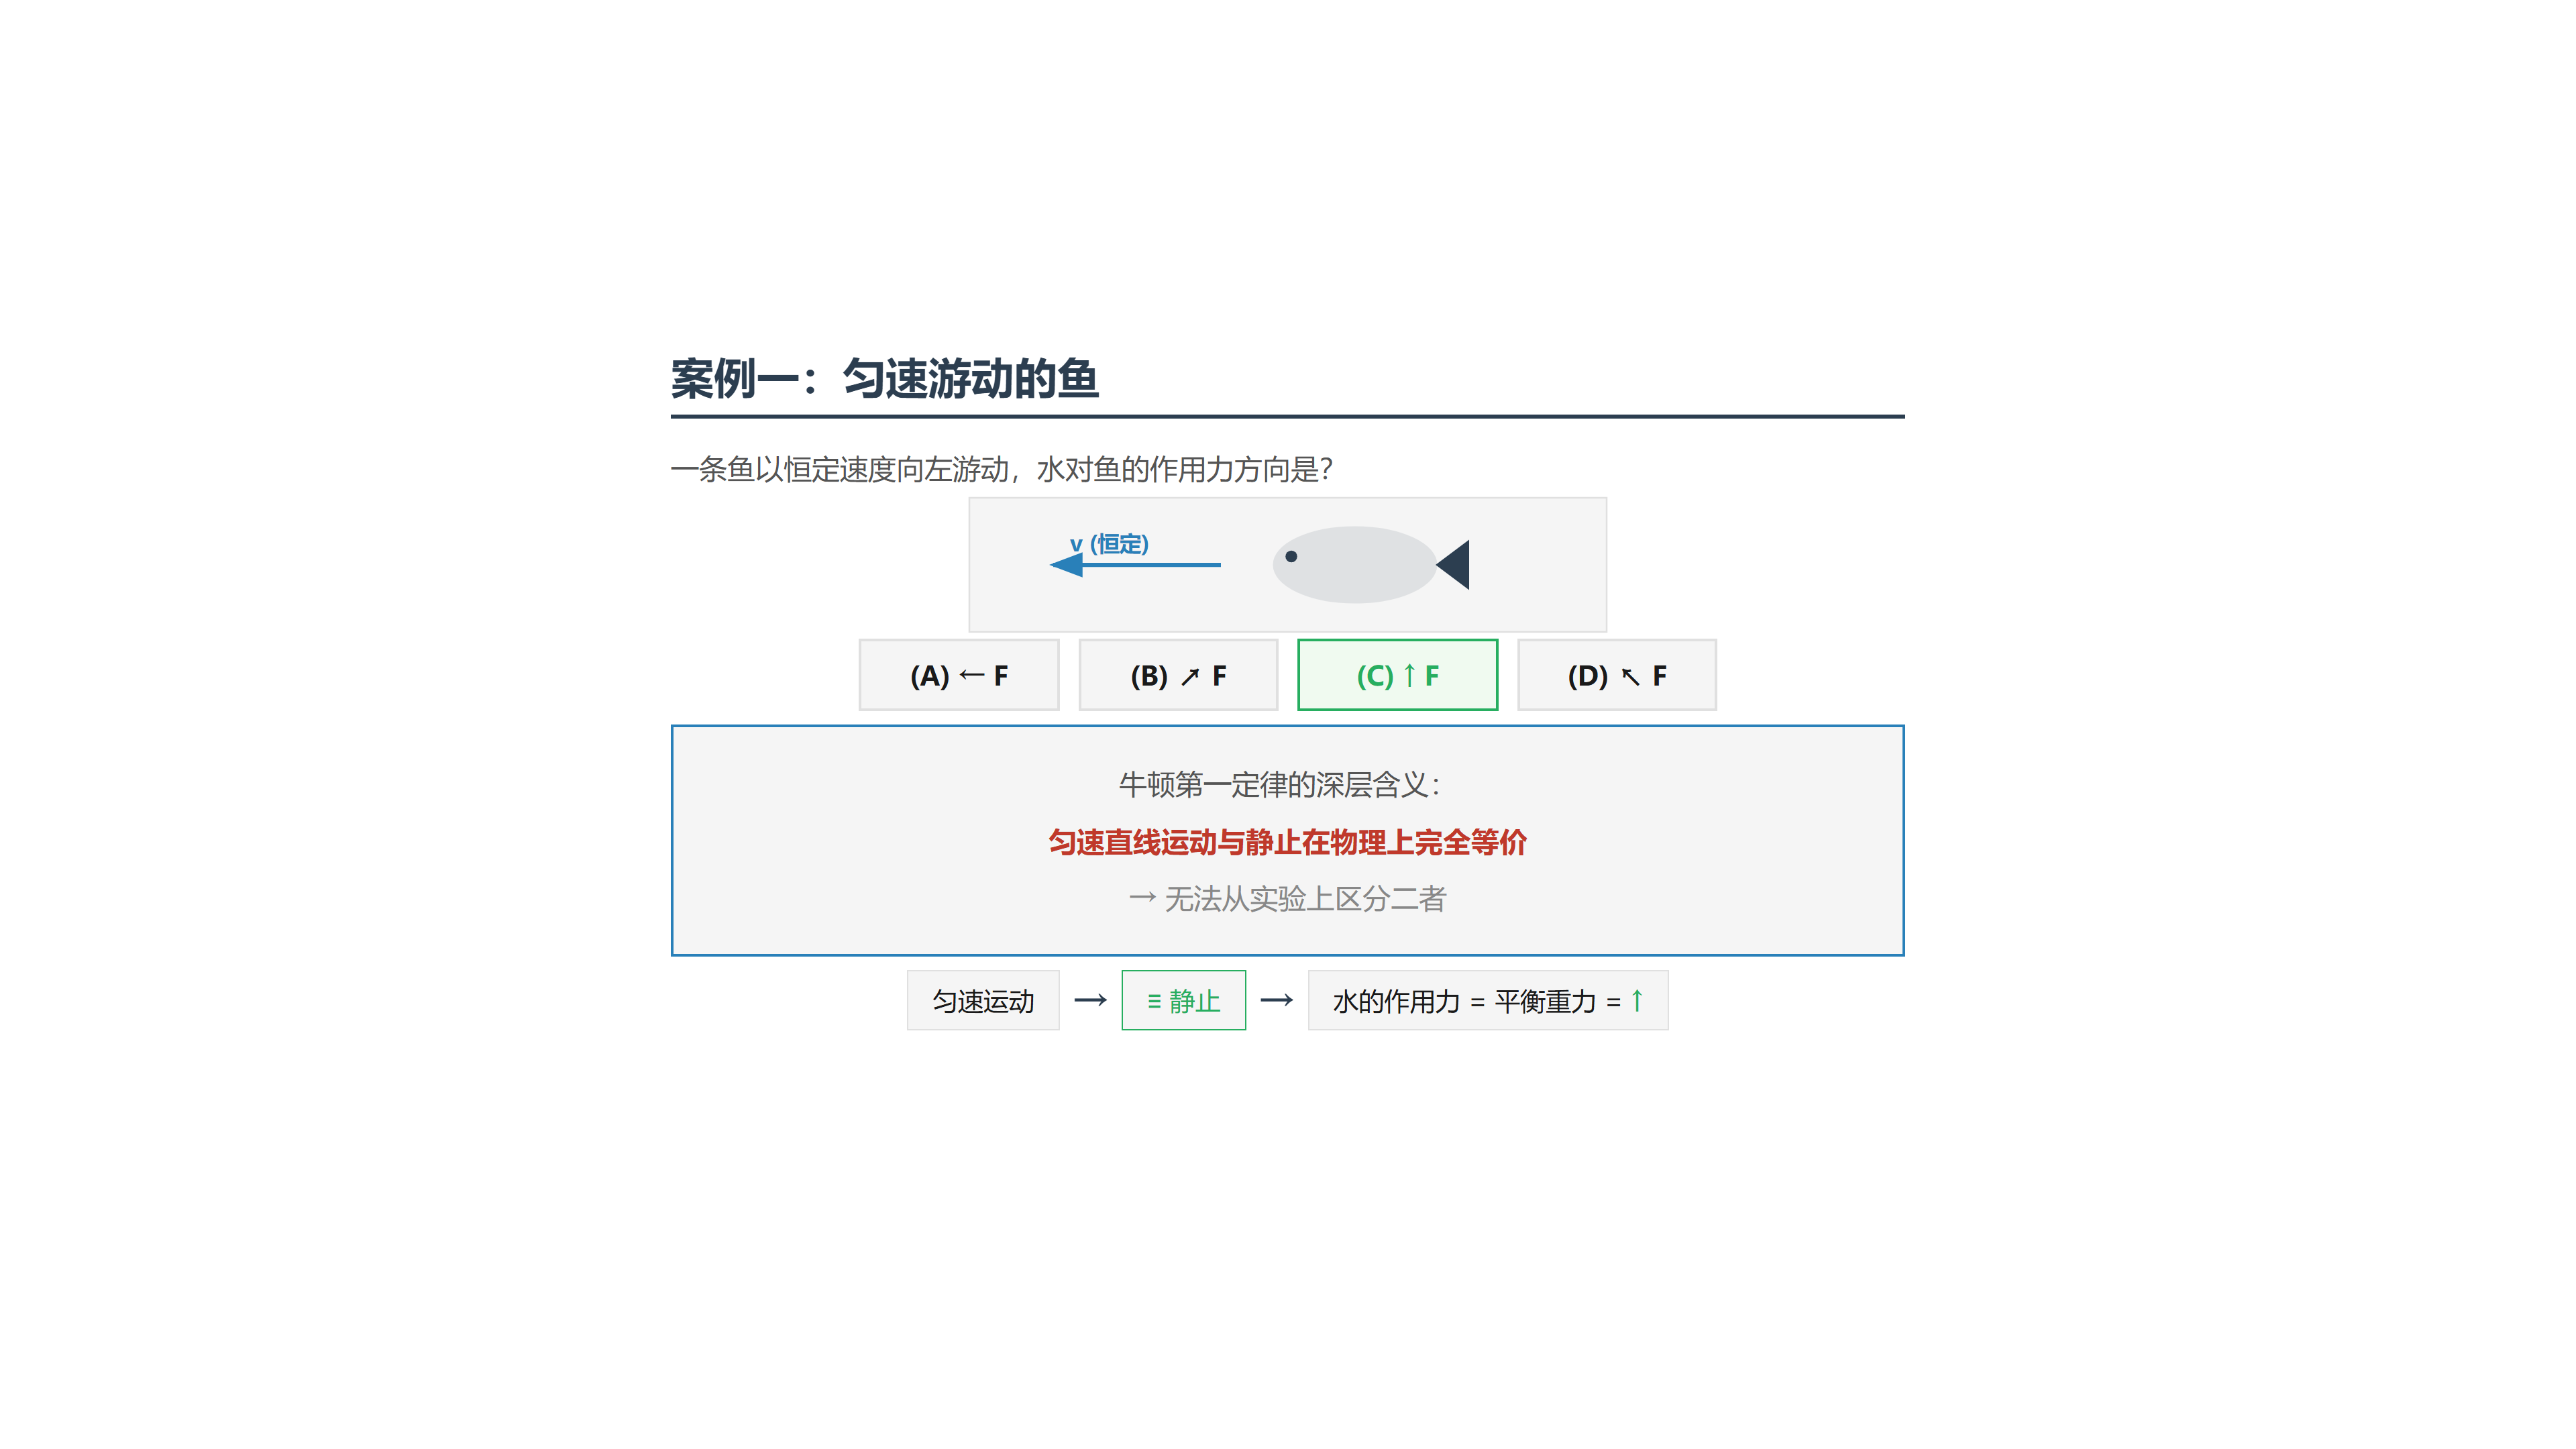 案例一：匀速游动的鱼
一条鱼以恒定速度向左游动，水对鱼的作用力方向是？
v (恒定)
(A) ← F
(B) ↗ F
(C) ↑ F
(D) ↖ F
牛顿第一定律的深层含义：
匀速直线运动与静止在物理上完全等价
→ 无法从实验上区分二者
匀速运动 → ≡ 静止 → 水的作用力 = 平衡重力 = ↑